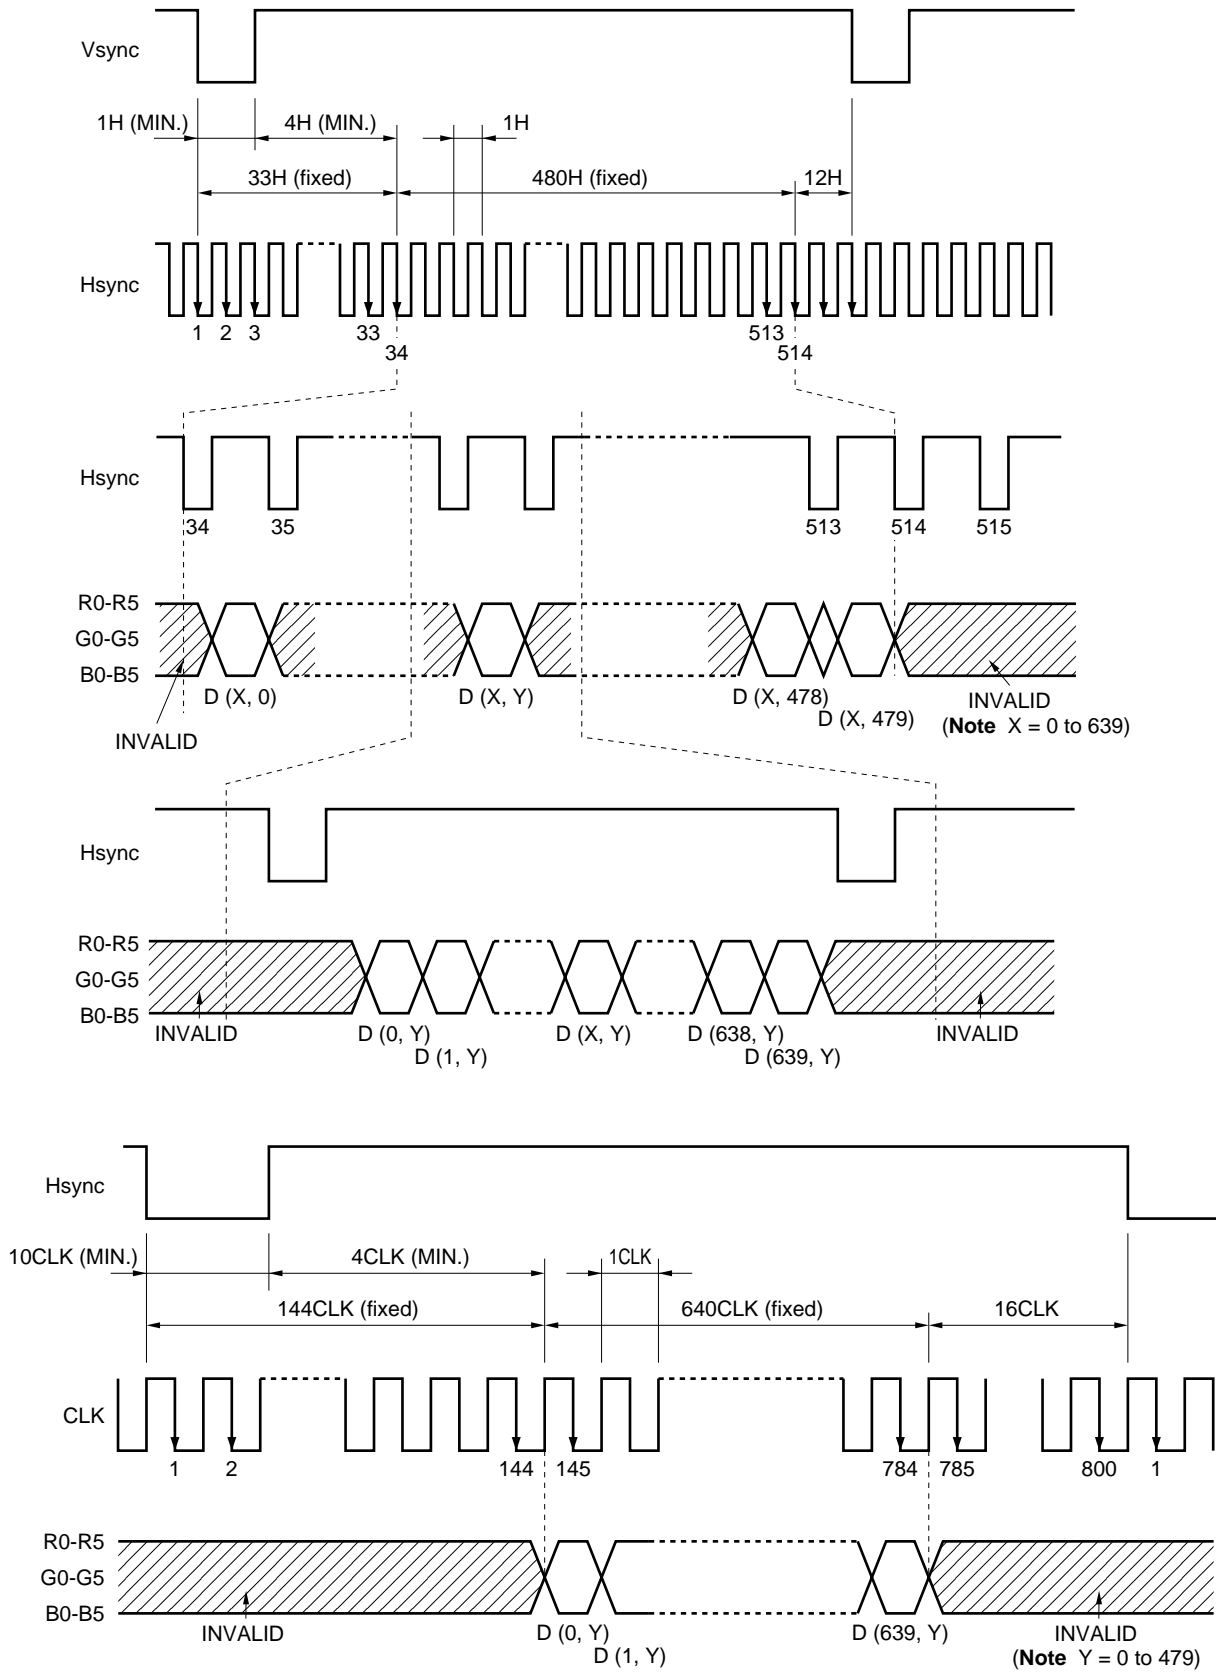 Vsync
1H (MIN.) 4H (MIN.) 1H
33H (fixed) 480H (fixed) 12H
Hsync
1 2 3 33 513
34 514
Hsync
34 35 513 514 515
R0-R5
G0-G5
B0-B5
D (X, 0) D (X, Y) D (X, 478) INVALID
D (X, 479) (Note X = 0 to 639)
INVALID
Hsync
R0-R5
G0-G5
B0-B5
INVALID D (0, Y) D (X, Y) D (638, Y) INVALID
D (1, Y) D (639, Y)
Hsync
10CLK (MIN.) 4CLK (MIN.) 1CLK
144CLK (fixed) 640CLK (fixed) 16CLK
CLK
1 2 144 145 784 785 800 1
R0-R5
G0-G5
B0-B5
INVALID D (0, Y) D (639, Y) INVALID
D (1, Y) (Note Y = 0 to 479)